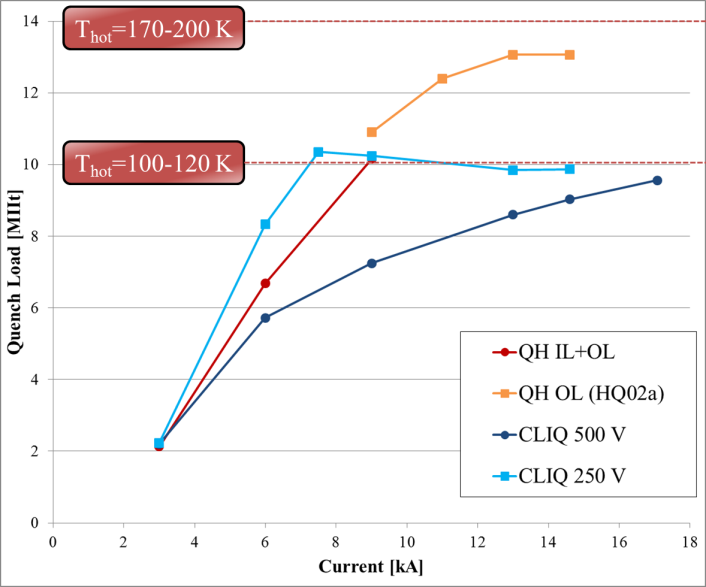 14
T_hot=170-200 K
12
10
T_hot=100-120 K
8
6
4
2
0
Quench Load [MIIt]
QH IL+OL
QH OL (HQ02a)
CLIQ 500 V
CLIQ 250 V
0 2 4 6 8 10 12 14 16 18
Current [kA]